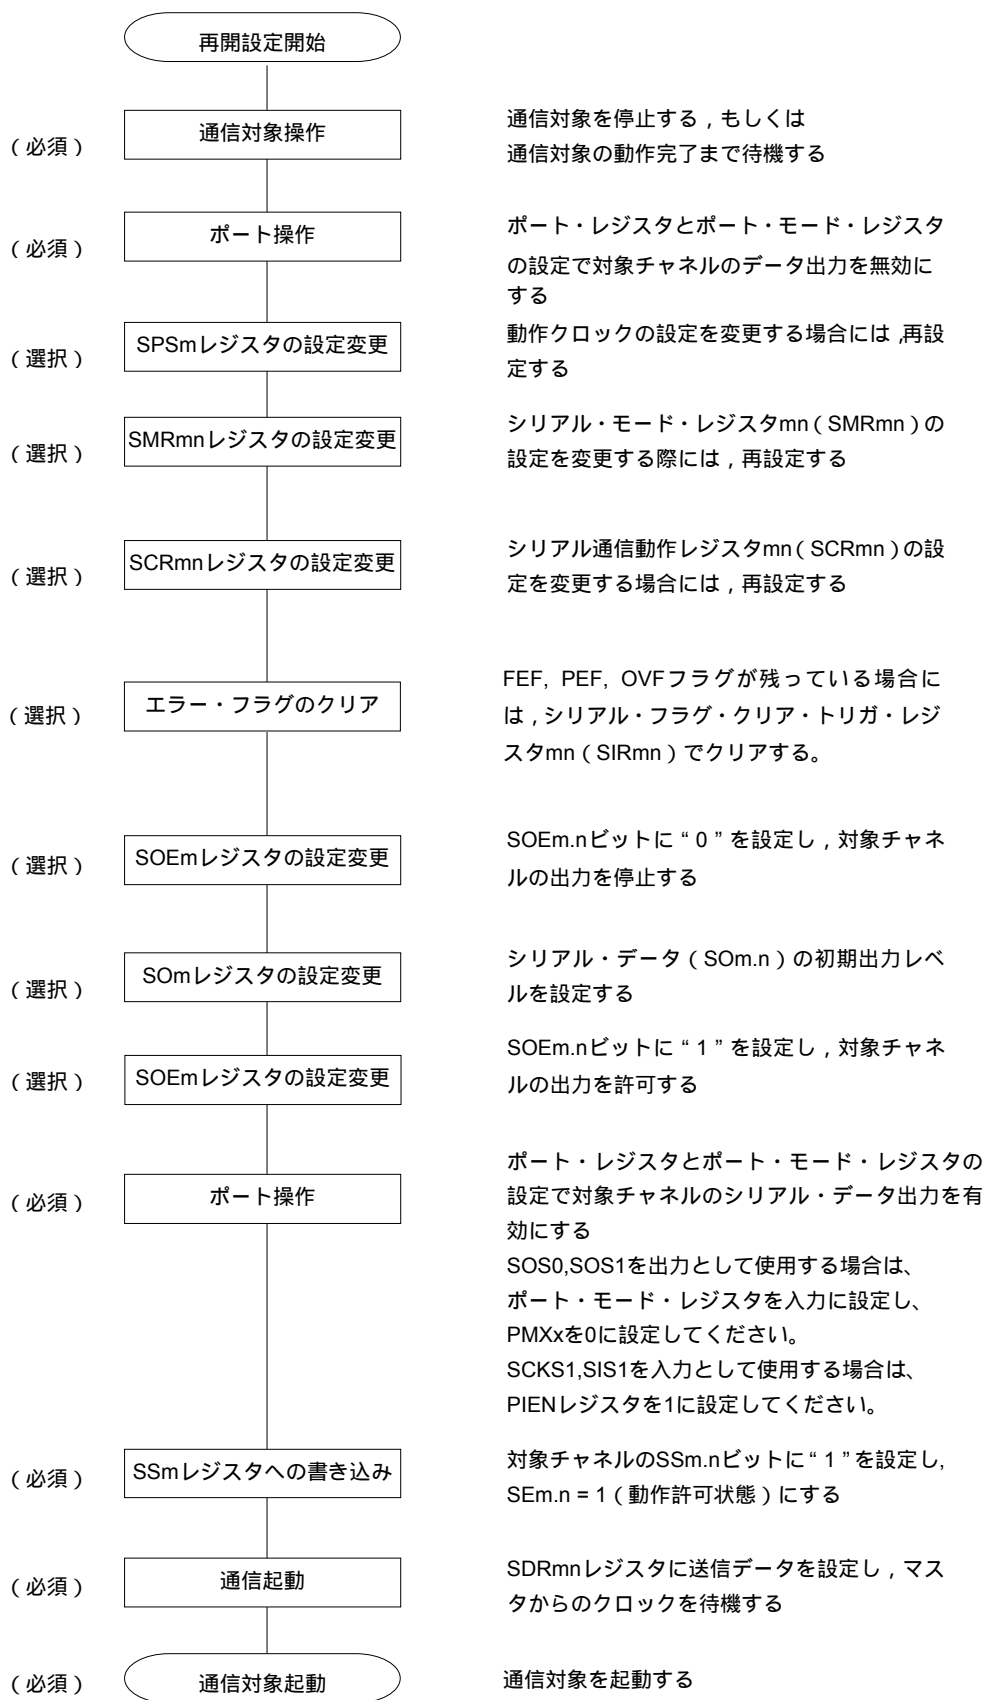 再開設定開始
(必須)
通信対象操作
通信対象を停止する,もしくは
通信対象の動作完了まで待機する
(必須)
ポート操作
ポート・レジスタとポート・モード・レジスタ
の設定で対象チャネルのデータ出力を無効に
する
(選択)
SPSmレジスタの設定変更
動作クロックの設定を変更する場合には,再設
定する
(選択)
SMRmnレジスタの設定変更
シリアル・モード・レジスタmn(SMRmn)の
設定を変更する際には,再設定する
(選択)
SCRmnレジスタの設定変更
シリアル通信動作レジスタmn(SCRmn)の設
定を変更する場合には,再設定する
(選択)
エラー・フラグのクリア
FEF, PEF, OVFフラグが残っている場合に
は,シリアル・フラグ・クリア・トリガ・レジ
スタmn(SIRmn)でクリアする。
(選択)
SOEmレジスタの設定変更
SOEm.nビットに“0”を設定し,対象チャネ
ルの出力を停止する
(選択)
SOmレジスタの設定変更
シリアル・データ(SOm.n)の初期出力レベ
ルを設定する
(選択)
SOEmレジスタの設定変更
SOEm.nビットに“1”を設定し,対象チャネ
ルの出力を許可する
(必須)
ポート操作
ポート・レジスタとポート・モード・レジスタの
設定で対象チャネルのシリアル・データ出力を有
効にする
SOS0,SOS1を出力として使用する場合は、
ポート・モード・レジスタを入力に設定し、
PMXxを0に設定してください。
SCKS1,SIS1を入力として使用する場合は、
PIENレジスタを1に設定してください。
(必須)
SSmレジスタへの書き込み
対象チャネルのSSm.nビットに“1”を設定し,
SEm.n = 1(動作許可状態)にする
(必須)
通信起動
SDRmnレジスタに送信データを設定し,マス
タからのクロックを待機する
(必須)
通信対象起動
通信対象を起動する